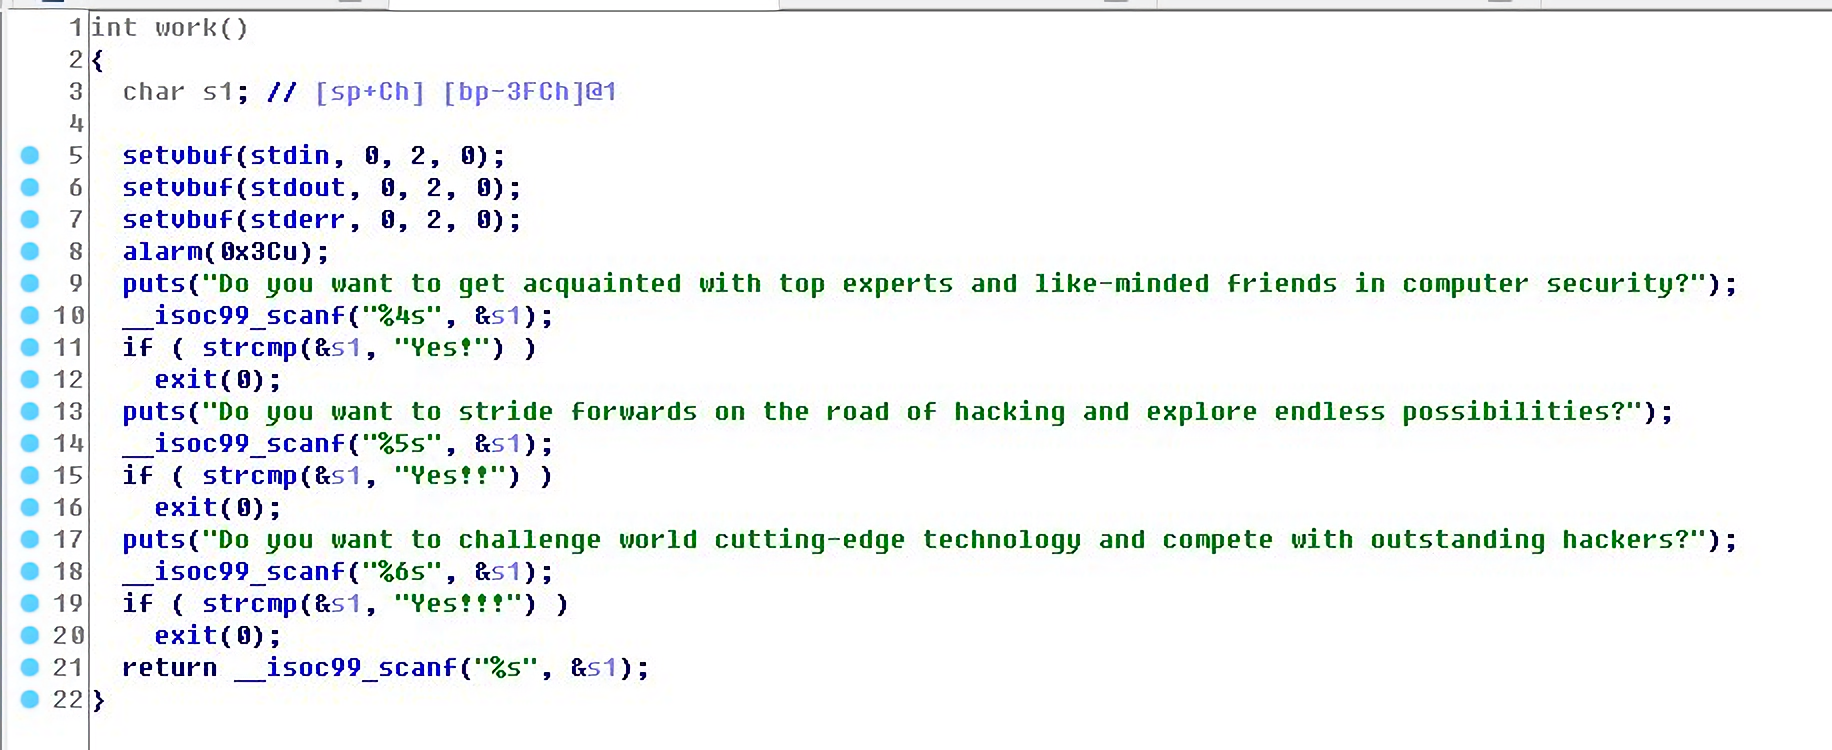 1 int work()
2 {
3   char s1; // [sp+Ch] [bp-3FCh]@1
4
5   setvbuf(stdin, 0, 2, 0);
6   setvbuf(stdout, 0, 2, 0);
7   setvbuf(stderr, 0, 2, 0);
8   alarm(0x3Cu);
9   puts("Do you want to get acquainted with top experts and like-minded friends in computer security?");
10   __isoc99_scanf("%4s", &s1);
11   if ( strcmp(&s1, "Yes!") )
12     exit(0);
13   puts("Do you want to stride forwards on the road of hacking and explore endless possibilities?");
14   __isoc99_scanf("%5s", &s1);
15   if ( strcmp(&s1, "Yes!!") )
16     exit(0);
17   puts("Do you want to challenge world cutting-edge technology and compete with outstanding hackers?");
18   __isoc99_scanf("%6s", &s1);
19   if ( strcmp(&s1, "Yes!!!") )
20     exit(0);
21   return __isoc99_scanf("%s", &s1);
22 }